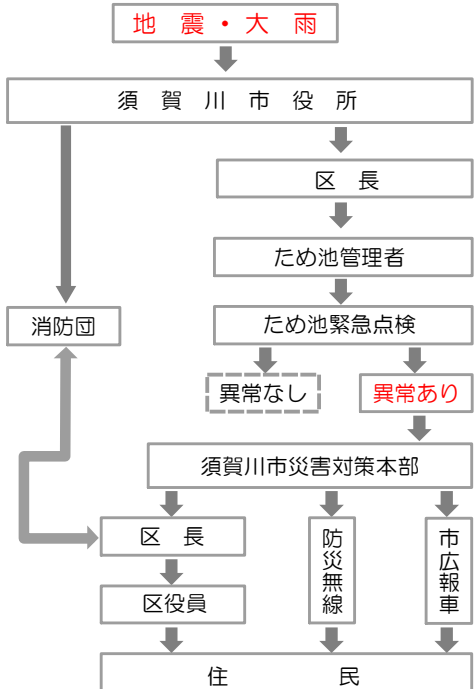 地　震・大　雨
須　賀　川　市　役　所
区　長
ため池管理者
消防団
ため池緊急点検
異常なし
異常あり
須賀川市災害対策本部
区　長
防災無線
市広報車
区役員
住　　　　民